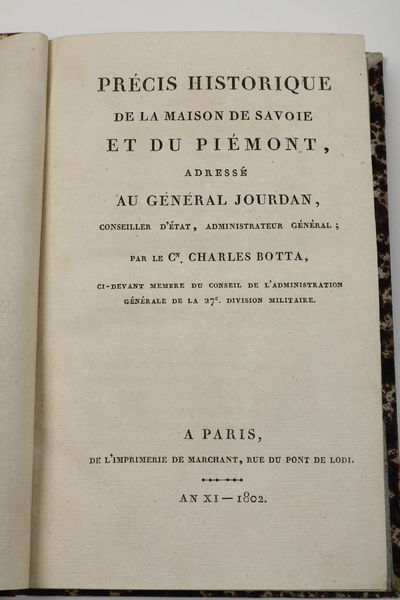 PRÉCIS HISTORIQUE
DE LA MAISON DE SAVOIE
ET DU PIÉMONT,
ADRESSÉ
AU GÉNÉRAL JOURDAN,
CONSEILLER D'ÉTAT, ADMINISTRATEUR GÉNÉRAL;
PAR LE CN. CHARLES BOTTA,
CI-DEVANT MEMBRE DU CONSEIL DE L'ADMINISTRATION
GÉNÉRALE DE LA 27e. DIVISION MILITAIRE.
A PARIS,
DE L'IMPRIMERIE DE MARCHANT, RUE DU PONT DE LODI.
AN XI — 1802.